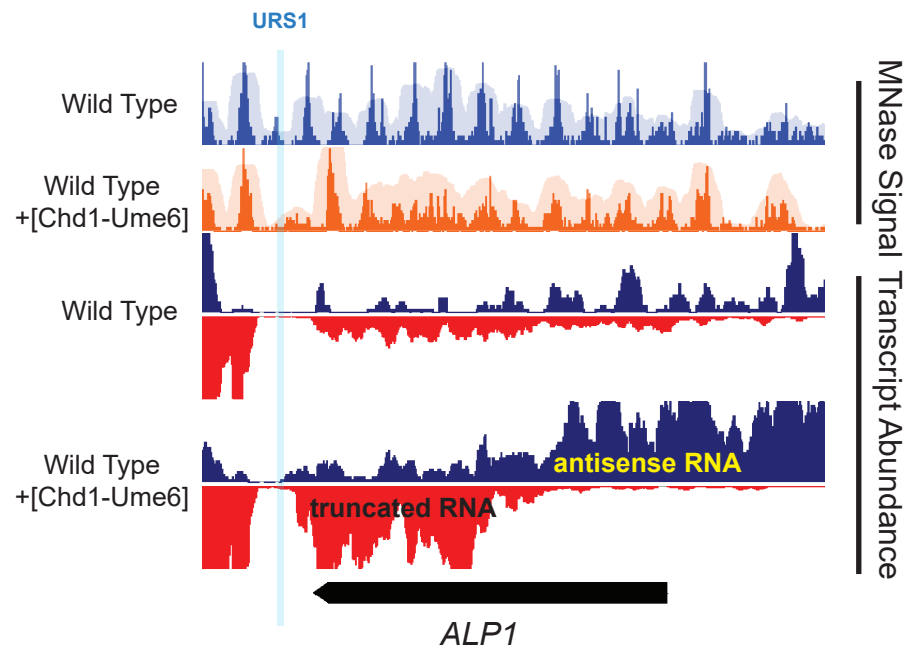 URS1
Wild Type
Wild Type
+[Chd1-Ume6]
MNase Signal
Wild Type
Wild Type
+[Chd1-Ume6]
antisense RNA
truncated RNA
Transcript Abundance
ALP1